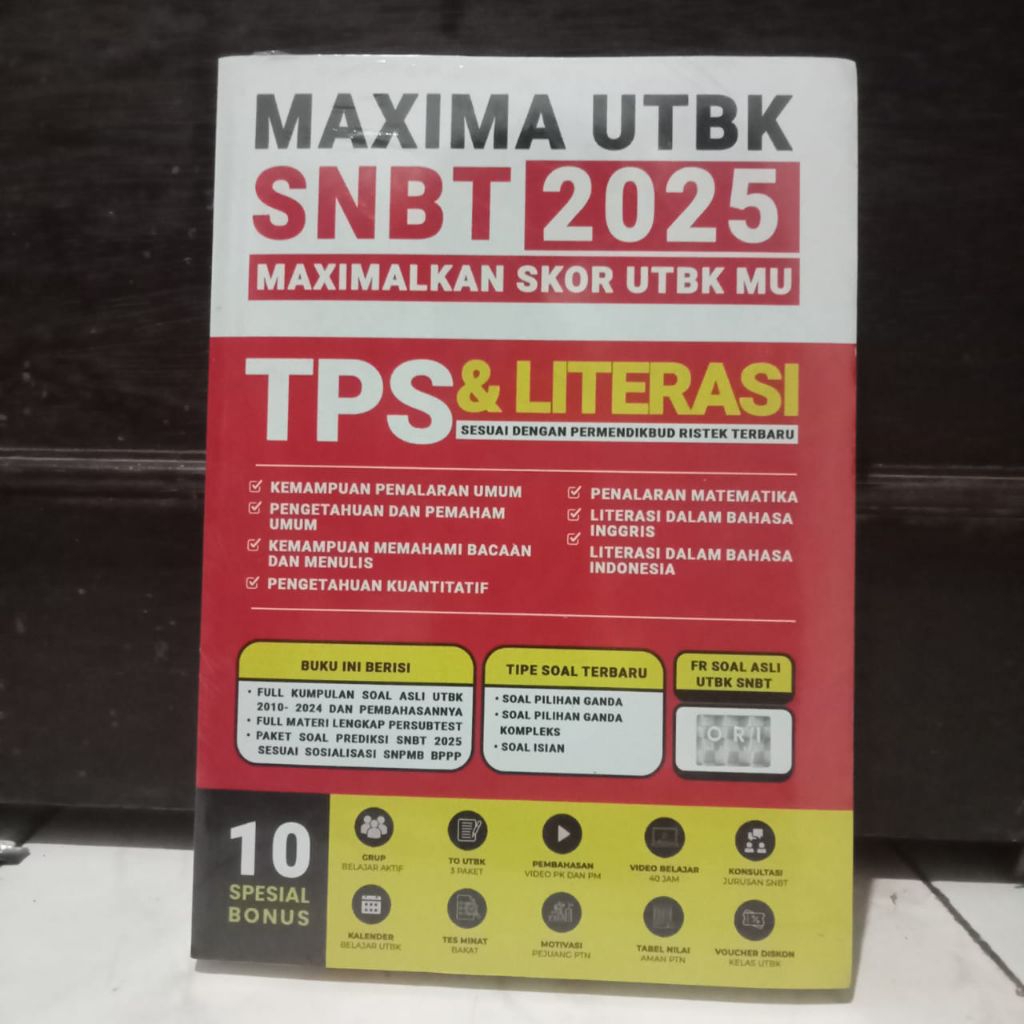 MAXIMA UTBK
SNBT 2025
MAXIMALKAN SKOR UTBK MU
TPS & LITERASI
SESUAI DENGAN PERMENDIKBUD RISTEK TERBARU
KEMAMPUAN PENALARAN UMUM
PENGETAHUAN DAN PEMAHAM
UMUM
KEMAMPUAN MEMAHAMI BACAAN
DAN MENULIS
PENGETAHUAN KUANTITATIF
PENALARAN MATEMATIKA
LITERASI DALAM BAHASA
INGGRIS
LITERASI DALAM BAHASA
INDONESIA
BUKU INI BERISI
• FULL KUMPULAN SOAL ASLI UTBK
2010- 2024 DAN PEMBAHASANNYA
• FULL MATERI LENGKAP PERSUBTEST
• PAKET SOAL PREDIKSI SNBT 2025
SESUAI SOSIALISASI SNPMB BPPP
TIPE SOAL TERBARU
• SOAL PILIHAN GANDA
• SOAL PILIHAN GANDA
KOMPLEKS
• SOAL ISIAN
FR SOAL ASLI
UTBK SNBT
ORI
10
SPESIAL
BONUS
GRUP
BELAJAR AKTIF
TO UTBK
3 PAKET
PEMBAHASAN
VIDEO PK DAN PM
VIDEO BELAJAR
40 JAM
KONSULTASI
JURUSAN SNBT
KALENDER
BELAJAR UTBK
TES MINAT
BAKAT
MOTIVASI
PEJUANG PTN
TABEL NILAI
AMAN PTN
VOUCHER DISKON
KELAS UTBK